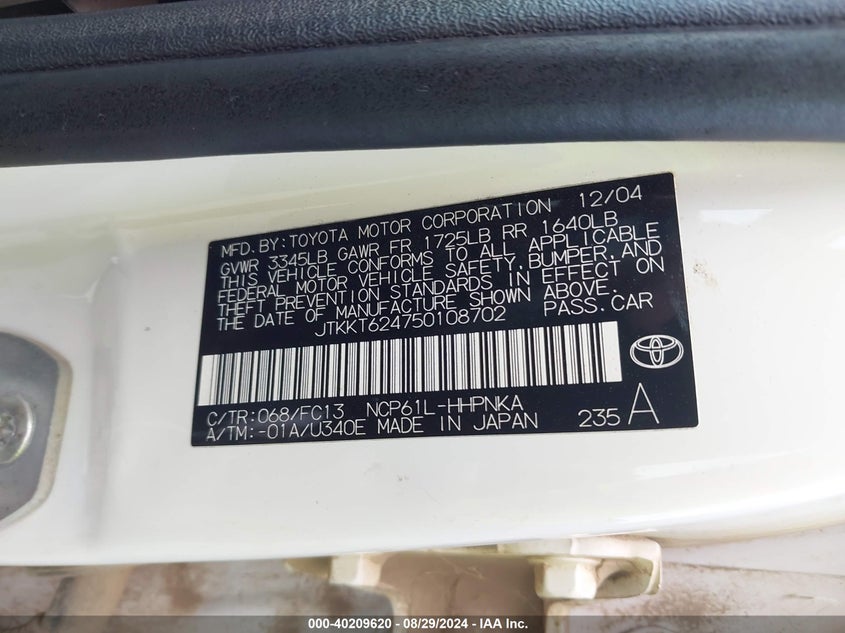 MFD. BY: TOYOTA MOTOR CORPORATION 12/04
GVWR 3345LB GAWR FR 1725LB RR 1640LB
THIS VEHICLE CONFORMS TO ALL APPLICABLE
FEDERAL MOTOR VEHICLE SAFETY, BUMPER, AND
THEFT PREVENTION STANDARDS IN EFFECT ON
THE DATE OF MANUFACTURE SHOWN ABOVE.
JTKKT624750108702 PASS. CAR
C/TR:068/FC13 NCP61L-HHPNKA
A/TM:-01A/U340E MADE IN JAPAN 235 A
000-40209620 - 08/29/2024 - IAA Inc.